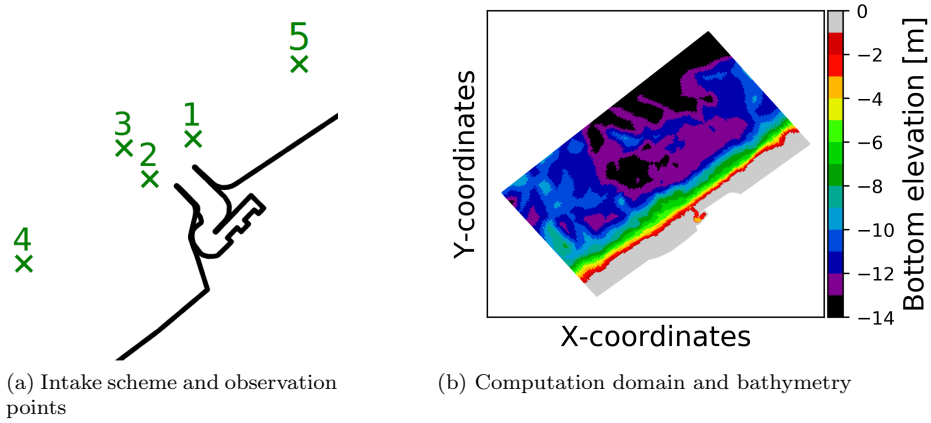 5
1
3
2
4
(a) Intake scheme and observation
points
Y-coordinates
X-coordinates
0
−2
−4
−6
−8
−10
−12
−14
Bottom elevation [m]
(b) Computation domain and bathymetry